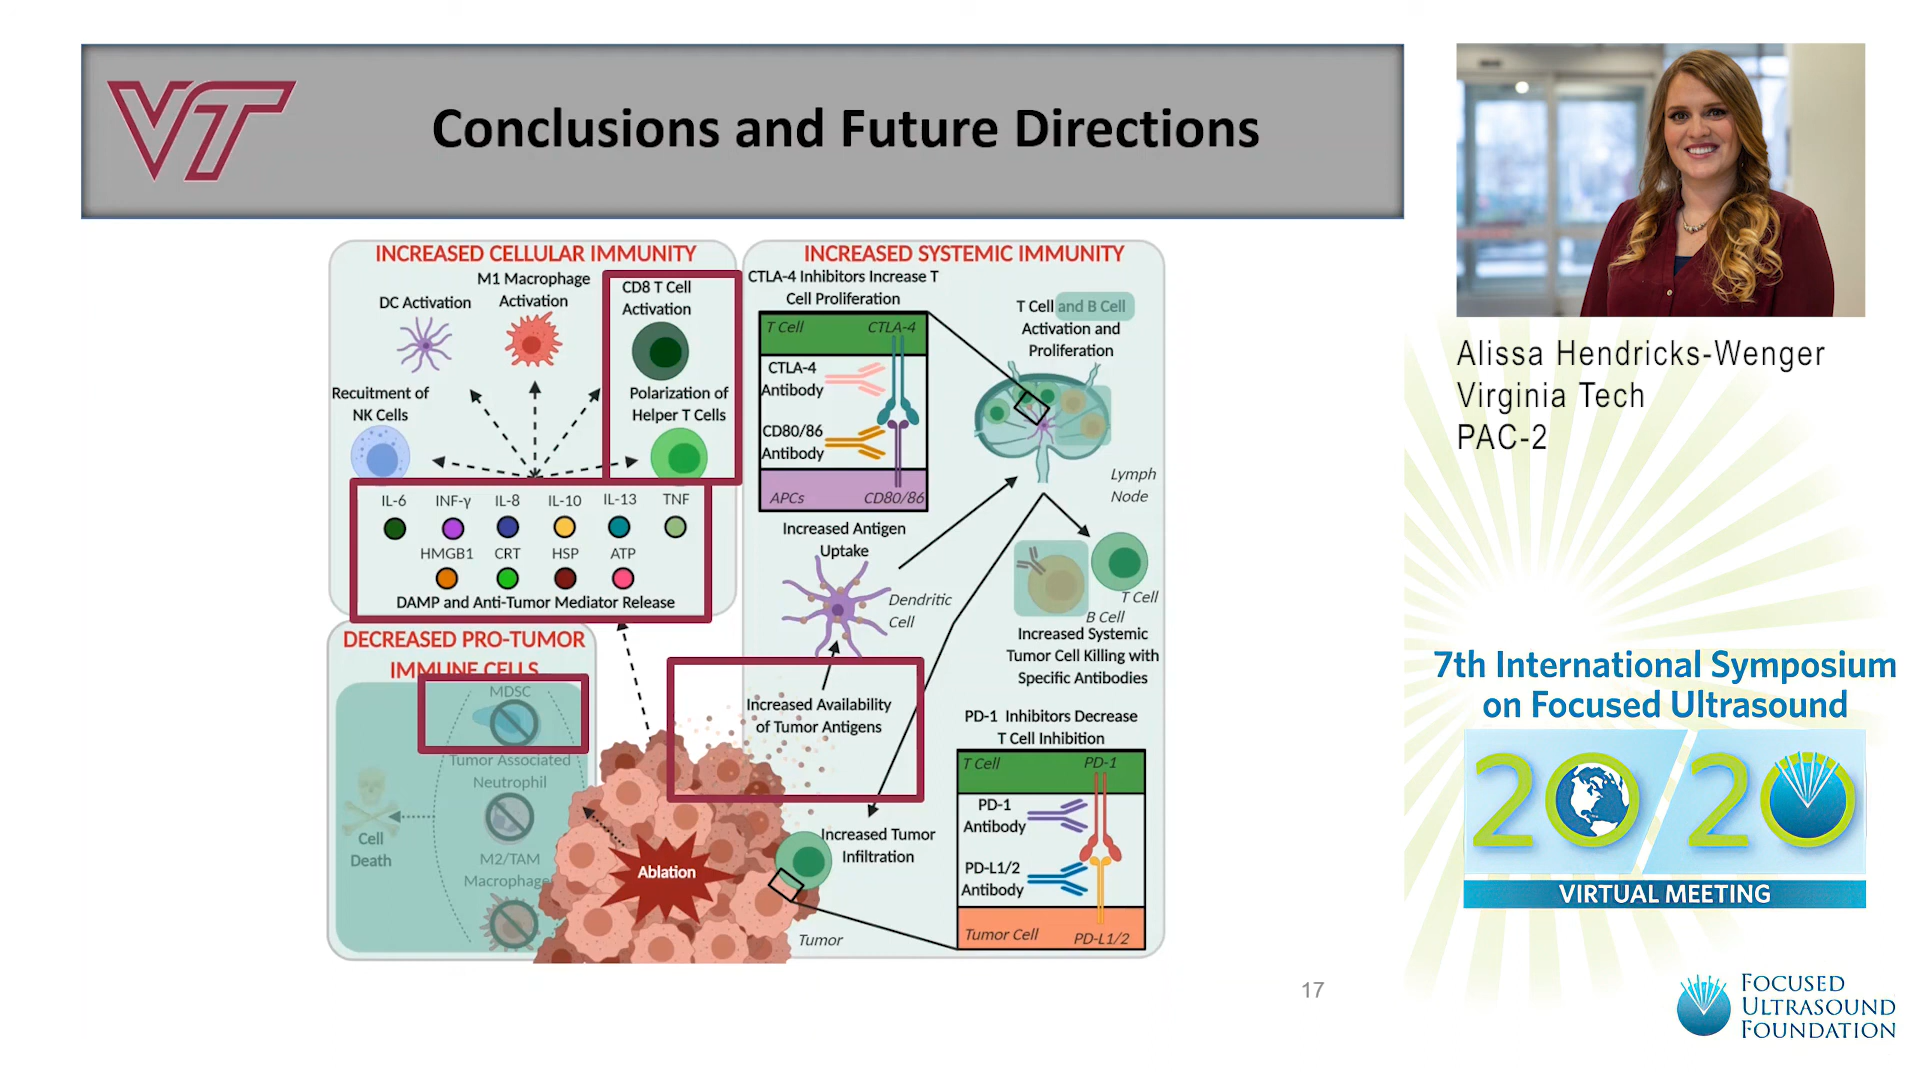 VT
Conclusions and Future Directions
INCREASED CELLULAR IMMUNITY
DC Activation
M1 Macrophage
Activation
CD8 T Cell
Activation
Recuitment of
NK Cells
Polarization of
Helper T Cells
IL-6 INF-γ IL-8 IL-10 IL-13 TNF
HMGB1 CRT HSP ATP
DAMP and Anti-Tumor Mediator Release
DECREASED PRO-TUMOR
IMMUNE CELLS
MDSC
Tumor Associated
Neutrophil
M2/TAM
Macrophage
Cell
Death
Ablation
INCREASED SYSTEMIC IMMUNITY
CTLA-4 Inhibitors Increase T
Cell Proliferation
T Cell CTLA-4
CTLA-4
Antibody
CD80/86
Antibody
APCs CD80/86
T Cell and B Cell
Activation and
Proliferation
Lymph
Node
Increased Antigen
Uptake
Dendritic
Cell
T Cell
B Cell
Increased Systemic
Tumor Cell Killing with
Specific Antibodies
Increased Availability
of Tumor Antigens
PD-1 Inhibitors Decrease
T Cell Inhibition
T Cell PD-1
PD-1
Antibody
PD-L1/2
Antibody
Tumor Cell PD-L1/2
Increased Tumor
Infiltration
Tumor
17
Alissa Hendricks-Wenger
Virginia Tech
PAC-2
7th International Symposium
on Focused Ultrasound
20/20
VIRTUAL MEETING
FOCUSED
ULTRASOUND
FOUNDATION